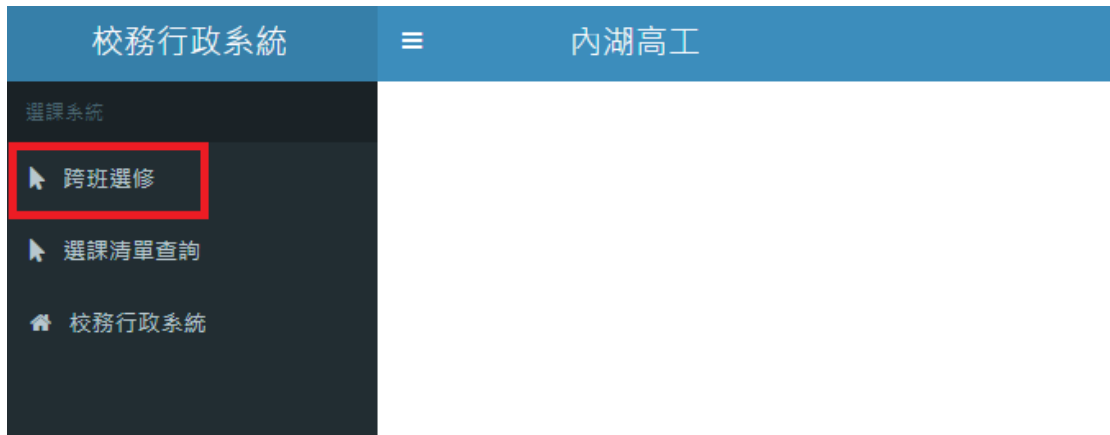 校務行政系統
內湖高工
選課系統
跨班選修
選課清單查詢
校務行政系統